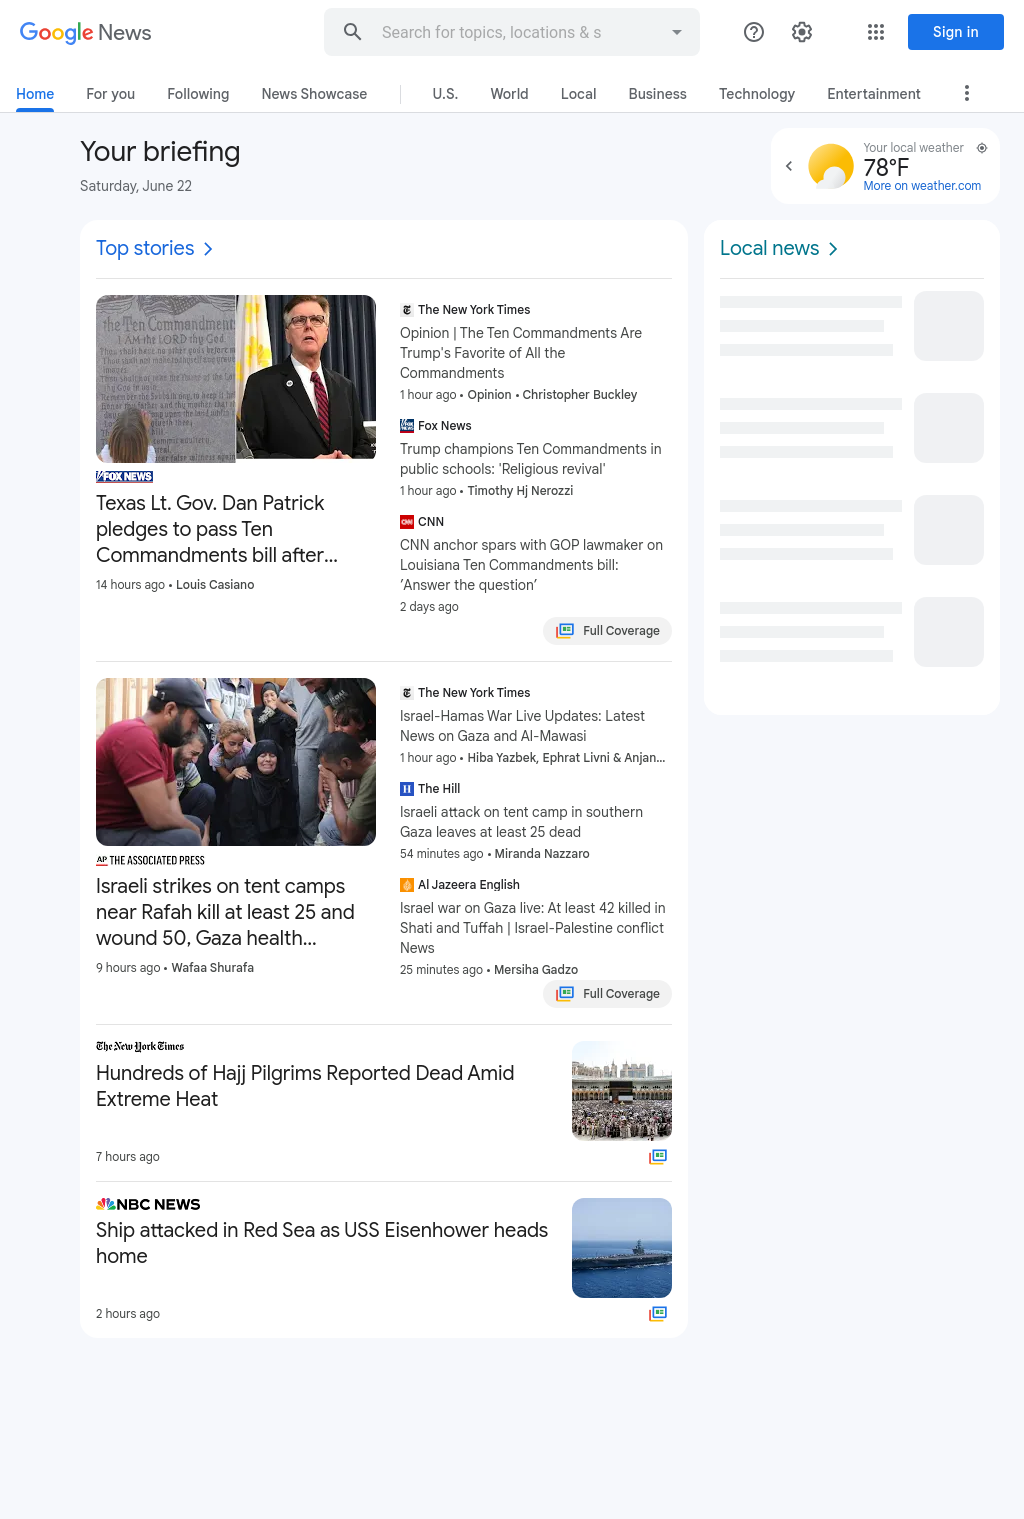 Google News
Search for topics, locations & s
Sign in
Home
For you
Following
News Showcase
U.S.
World
Local
Business
Technology
Entertainment
Your briefing
Saturday, June 22
Your local weather
78°F
More on weather.com
Top stories
the Ten Commandments
I AM the LORD thy God.
FOX NEWS
Texas Lt. Gov. Dan Patrick
pledges to pass Ten
Commandments bill after...
14 hours ago • Louis Casiano
The New York Times
Opinion | The Ten Commandments Are
Trump's Favorite of All the
Commandments
1 hour ago • Opinion • Christopher Buckley
Fox News
Trump champions Ten Commandments in
public schools: 'Religious revival'
1 hour ago • Timothy Hj Nerozzi
CNN
CNN anchor spars with GOP lawmaker on
Louisiana Ten Commandments bill:
‘Answer the question’
2 days ago
Full Coverage
AP THE ASSOCIATED PRESS
Israeli strikes on tent camps
near Rafah kill at least 25 and
wound 50, Gaza health...
9 hours ago • Wafaa Shurafa
The New York Times
Israel-Hamas War Live Updates: Latest
News on Gaza and Al-Mawasi
1 hour ago • Hiba Yazbek, Ephrat Livni & Anjan...
The Hill
Israeli attack on tent camp in southern
Gaza leaves at least 25 dead
54 minutes ago • Miranda Nazzaro
Al Jazeera English
Israel war on Gaza live: At least 42 killed in
Shati and Tuffah | Israel-Palestine conflict
News
25 minutes ago • Mersiha Gadzo
Full Coverage
The New York Times
Hundreds of Hajj Pilgrims Reported Dead Amid
Extreme Heat
7 hours ago
NBC NEWS
Ship attacked in Red Sea as USS Eisenhower heads
home
2 hours ago
Local news